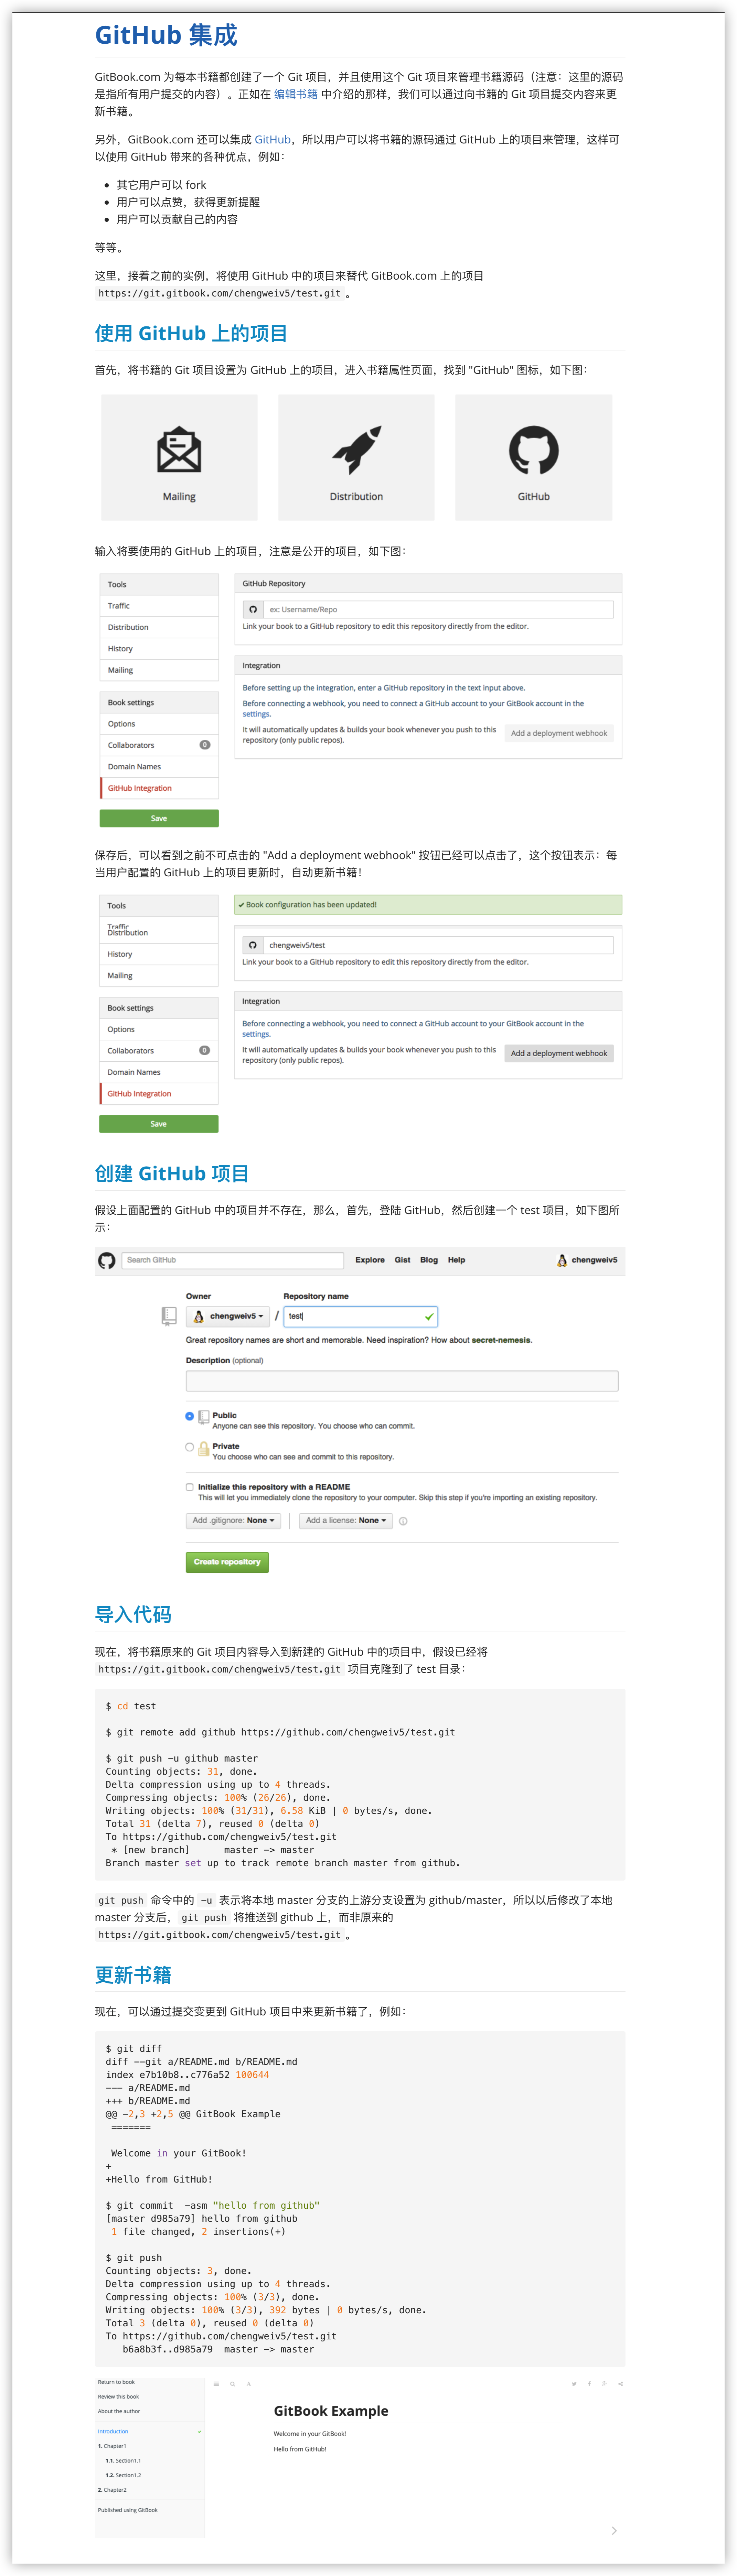 GitHub 集成
GitBook.com 为每本书籍都创建了一个 Git 项目，并且使用这个 Git 项目来管理书籍源码（注意：这里的源码
是指所有用户提交的内容）。正如在 编辑书籍 中介绍的那样，我们可以通过向书籍的 Git 项目提交内容来更
新书籍。
另外，GitBook.com 还可以集成 GitHub，所以用户可以将书籍的源码通过 GitHub 上的项目来管理，这样可
以使用 GitHub 带来的各种优点，例如：
• 其它用户可以 fork
• 用户可以点赞，获得更新提醒
• 用户可以贡献自己的内容
等等。
这里，接着之前的实例，将使用 GitHub 中的项目来替代 GitBook.com 上的项目
https://git.gitbook.com/chengweiv5/test.git 。
使用 GitHub 上的项目
首先，将书籍的 Git 项目设置为 GitHub 上的项目，进入书籍属性页面，找到 "GitHub" 图标，如下图：
Mailing
Distribution
GitHub
输入将要使用的 GitHub 上的项目，注意是公开的项目，如下图：
Tools
Traffic
Distribution
History
Mailing
Book settings
Options
Collaborators 0
Domain Names
GitHub Integration
Save
GitHub Repository
ex: Username/Repo
Link your book to a GitHub repository to edit this repository directly from the editor.
Integration
Before setting up the integration, enter a GitHub repository in the text input above.
Before connecting a webhook, you need to connect a GitHub account to your GitBook account in the
settings.
It will automatically updates & builds your book whenever you push to this
repository (only public repos).
Add a deployment webhook
保存后，可以看到之前不可点击的 "Add a deployment webhook" 按钮已经可以点击了，这个按钮表示：每
当用户配置的 GitHub 上的项目更新时，自动更新书籍！
Tools
Traffic
Distribution
History
Mailing
Book settings
Options
Collaborators 0
Domain Names
GitHub Integration
Save
✔ Book configuration has been updated!
chengweiv5/test
Link your book to a GitHub repository to edit this repository directly from the editor.
Integration
Before connecting a webhook, you need to connect a GitHub account to your GitBook account in the
settings.
It will automatically updates & builds your book whenever you push to this
repository (only public repos).
Add a deployment webhook
创建 GitHub 项目
假设上面配置的 GitHub 中的项目并不存在，那么，首先，登陆 GitHub，然后创建一个 test 项目，如下图所
示：
Search GitHub Explore Gist Blog Help chengweiv5
Owner Repository name
chengweiv5 / test
Great repository names are short and memorable. Need inspiration? How about secret-nemesis.
Description (optional)
Public
Anyone can see this repository. You choose who can commit.
Private
You choose who can see and commit to this repository.
Initialize this repository with a README
This will let you immediately clone the repository to your computer. Skip this step if you're importing an existing repository.
Add .gitignore: None Add a license: None
Create repository
导入代码
现在，将书籍原来的 Git 项目内容导入到新建的 GitHub 中的项目中，假设已经将
https://git.gitbook.com/chengweiv5/test.git 项目克隆到了 test 目录：
$ cd test
$ git remote add github https://github.com/chengweiv5/test.git
$ git push -u github master
Counting objects: 31, done.
Delta compression using up to 4 threads.
Compressing objects: 100% (26/26), done.
Writing objects: 100% (31/31), 6.58 KiB | 0 bytes/s, done.
Total 31 (delta 7), reused 0 (delta 0)
To https://github.com/chengweiv5/test.git
* [new branch]      master -> master
Branch master set up to track remote branch master from github.
git push 命令中的 -u 表示将本地 master 分支的上游分支设置为 github/master，所以以后修改了本地
master 分支后， git push 将推送到 github 上，而非原来的
https://git.gitbook.com/chengweiv5/test.git 。
更新书籍
现在，可以通过提交变更到 GitHub 项目中来更新书籍了，例如：
$ git diff
diff --git a/README.md b/README.md
index e7b10b8..c776a52 100644
--- a/README.md
+++ b/README.md
@@ -2,3 +2,5 @@ GitBook Example
=======
Welcome in your GitBook!
+
+Hello from GitHub!
$ git commit  -asm "hello from github"
[master d985a79] hello from github
1 file changed, 2 insertions(+)
$ git push
Counting objects: 3, done.
Delta compression using up to 4 threads.
Compressing objects: 100% (3/3), done.
Writing objects: 100% (3/3), 392 bytes | 0 bytes/s, done.
Total 3 (delta 0), reused 0 (delta 0)
To https://github.com/chengweiv5/test.git
b6a8b3f..d985a79  master -> master
Return to book
Review this book
About the author
Introduction
1. Chapter1
1.1. Section1.1
1.2. Section1.2
2. Chapter2
Published using GitBook
A
GitBook Example
Welcome in your GitBook!
Hello from GitHub!